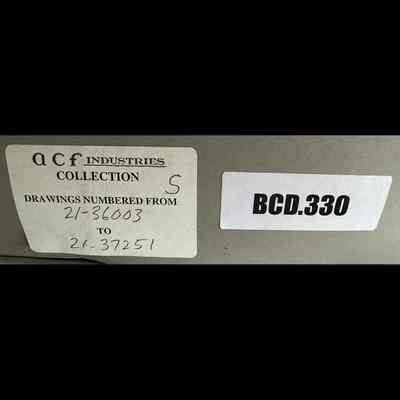 acf INDUSTRIES
COLLECTION
S
DRAWINGS NUMBERED FROM
21-36003
TO
21-37251
BCD.330